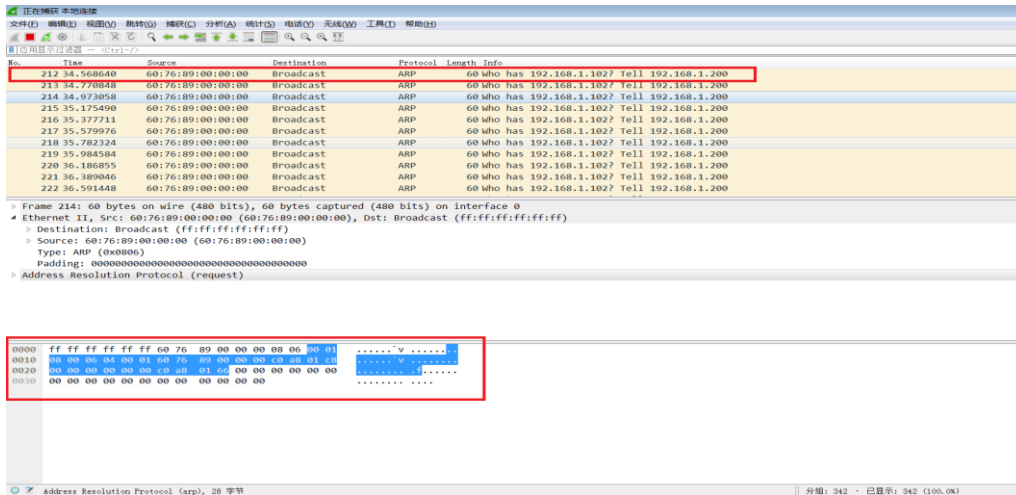 正在捕获 本地连接
文件(F) 编辑(E) 视图(V) 跳转(G) 捕获(C) 分析(A) 统计(S) 电话(Y) 无线(W) 工具(T) 帮助(H)
应用显示过滤器 … <Ctrl-/>
No. Time Source Destination Protocol Length Info
212 34.568640 60:76:89:00:00:00 Broadcast ARP 60 Who has 192.168.1.102? Tell 192.168.1.200
213 34.770848 60:76:89:00:00:00 Broadcast ARP 60 Who has 192.168.1.102? Tell 192.168.1.200
214 34.973058 60:76:89:00:00:00 Broadcast ARP 60 Who has 192.168.1.102? Tell 192.168.1.200
215 35.175490 60:76:89:00:00:00 Broadcast ARP 60 Who has 192.168.1.102? Tell 192.168.1.200
216 35.377711 60:76:89:00:00:00 Broadcast ARP 60 Who has 192.168.1.102? Tell 192.168.1.200
217 35.579976 60:76:89:00:00:00 Broadcast ARP 60 Who has 192.168.1.102? Tell 192.168.1.200
218 35.782324 60:76:89:00:00:00 Broadcast ARP 60 Who has 192.168.1.102? Tell 192.168.1.200
219 35.984584 60:76:89:00:00:00 Broadcast ARP 60 Who has 192.168.1.102? Tell 192.168.1.200
220 36.186855 60:76:89:00:00:00 Broadcast ARP 60 Who has 192.168.1.102? Tell 192.168.1.200
221 36.389046 60:76:89:00:00:00 Broadcast ARP 60 Who has 192.168.1.102? Tell 192.168.1.200
222 36.591448 60:76:89:00:00:00 Broadcast ARP 60 Who has 192.168.1.102? Tell 192.168.1.200
Frame 214: 60 bytes on wire (480 bits), 60 bytes captured (480 bits) on interface 0
Ethernet II, Src: 60:76:89:00:00:00 (60:76:89:00:00:00), Dst: Broadcast (ff:ff:ff:ff:ff:ff)
Destination: Broadcast (ff:ff:ff:ff:ff:ff)
Source: 60:76:89:00:00:00 (60:76:89:00:00:00)
Type: ARP (0x0806)
Padding: 000000000000000000000000000000000000
Address Resolution Protocol (request)
0000 ff ff ff ff ff ff 60 76 89 00 00 00 08 06 00 01 ......`v ........
0010 08 00 06 04 00 01 60 76 89 00 00 00 c0 a8 01 c8 ......`v ........
0020 00 00 00 00 00 00 c0 a8 01 66 00 00 00 00 00 00 ........ .f......
0030 00 00 00 00 00 00 00 00 00 00 00 00 ........ ....
Address Resolution Protocol (arp), 28 字节 分组: 342 · 已显示: 342 (100.0%)